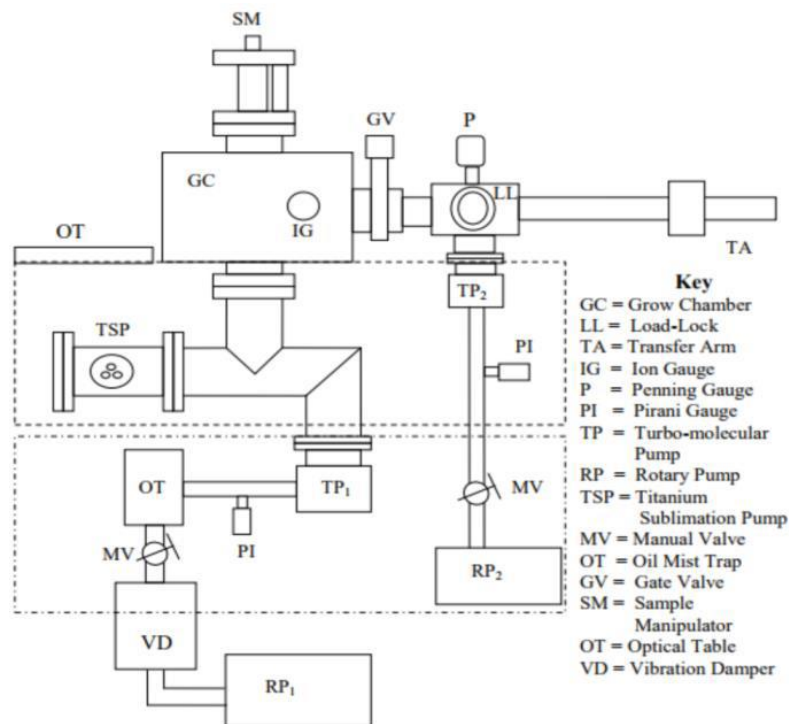 SM
GV
P
GC
LL
IG
OT
TA
TP₂
Key
GC = Grow Chamber
LL = Load-Lock
TA = Transfer Arm
IG = Ion Gauge
P = Penning Gauge
PI = Pirani Gauge
TP = Turbo-molecular
Pump
RP = Rotary Pump
TSP = Titanium
Sublimation Pump
MV = Manual Valve
OT = Oil Mist Trap
GV = Gate Valve
SM = Sample
Manipulator
OT = Optical Table
VD = Vibration Damper
TSP
PI
OT
TP₁
MV
MV
PI
RP₂
VD
RP₁